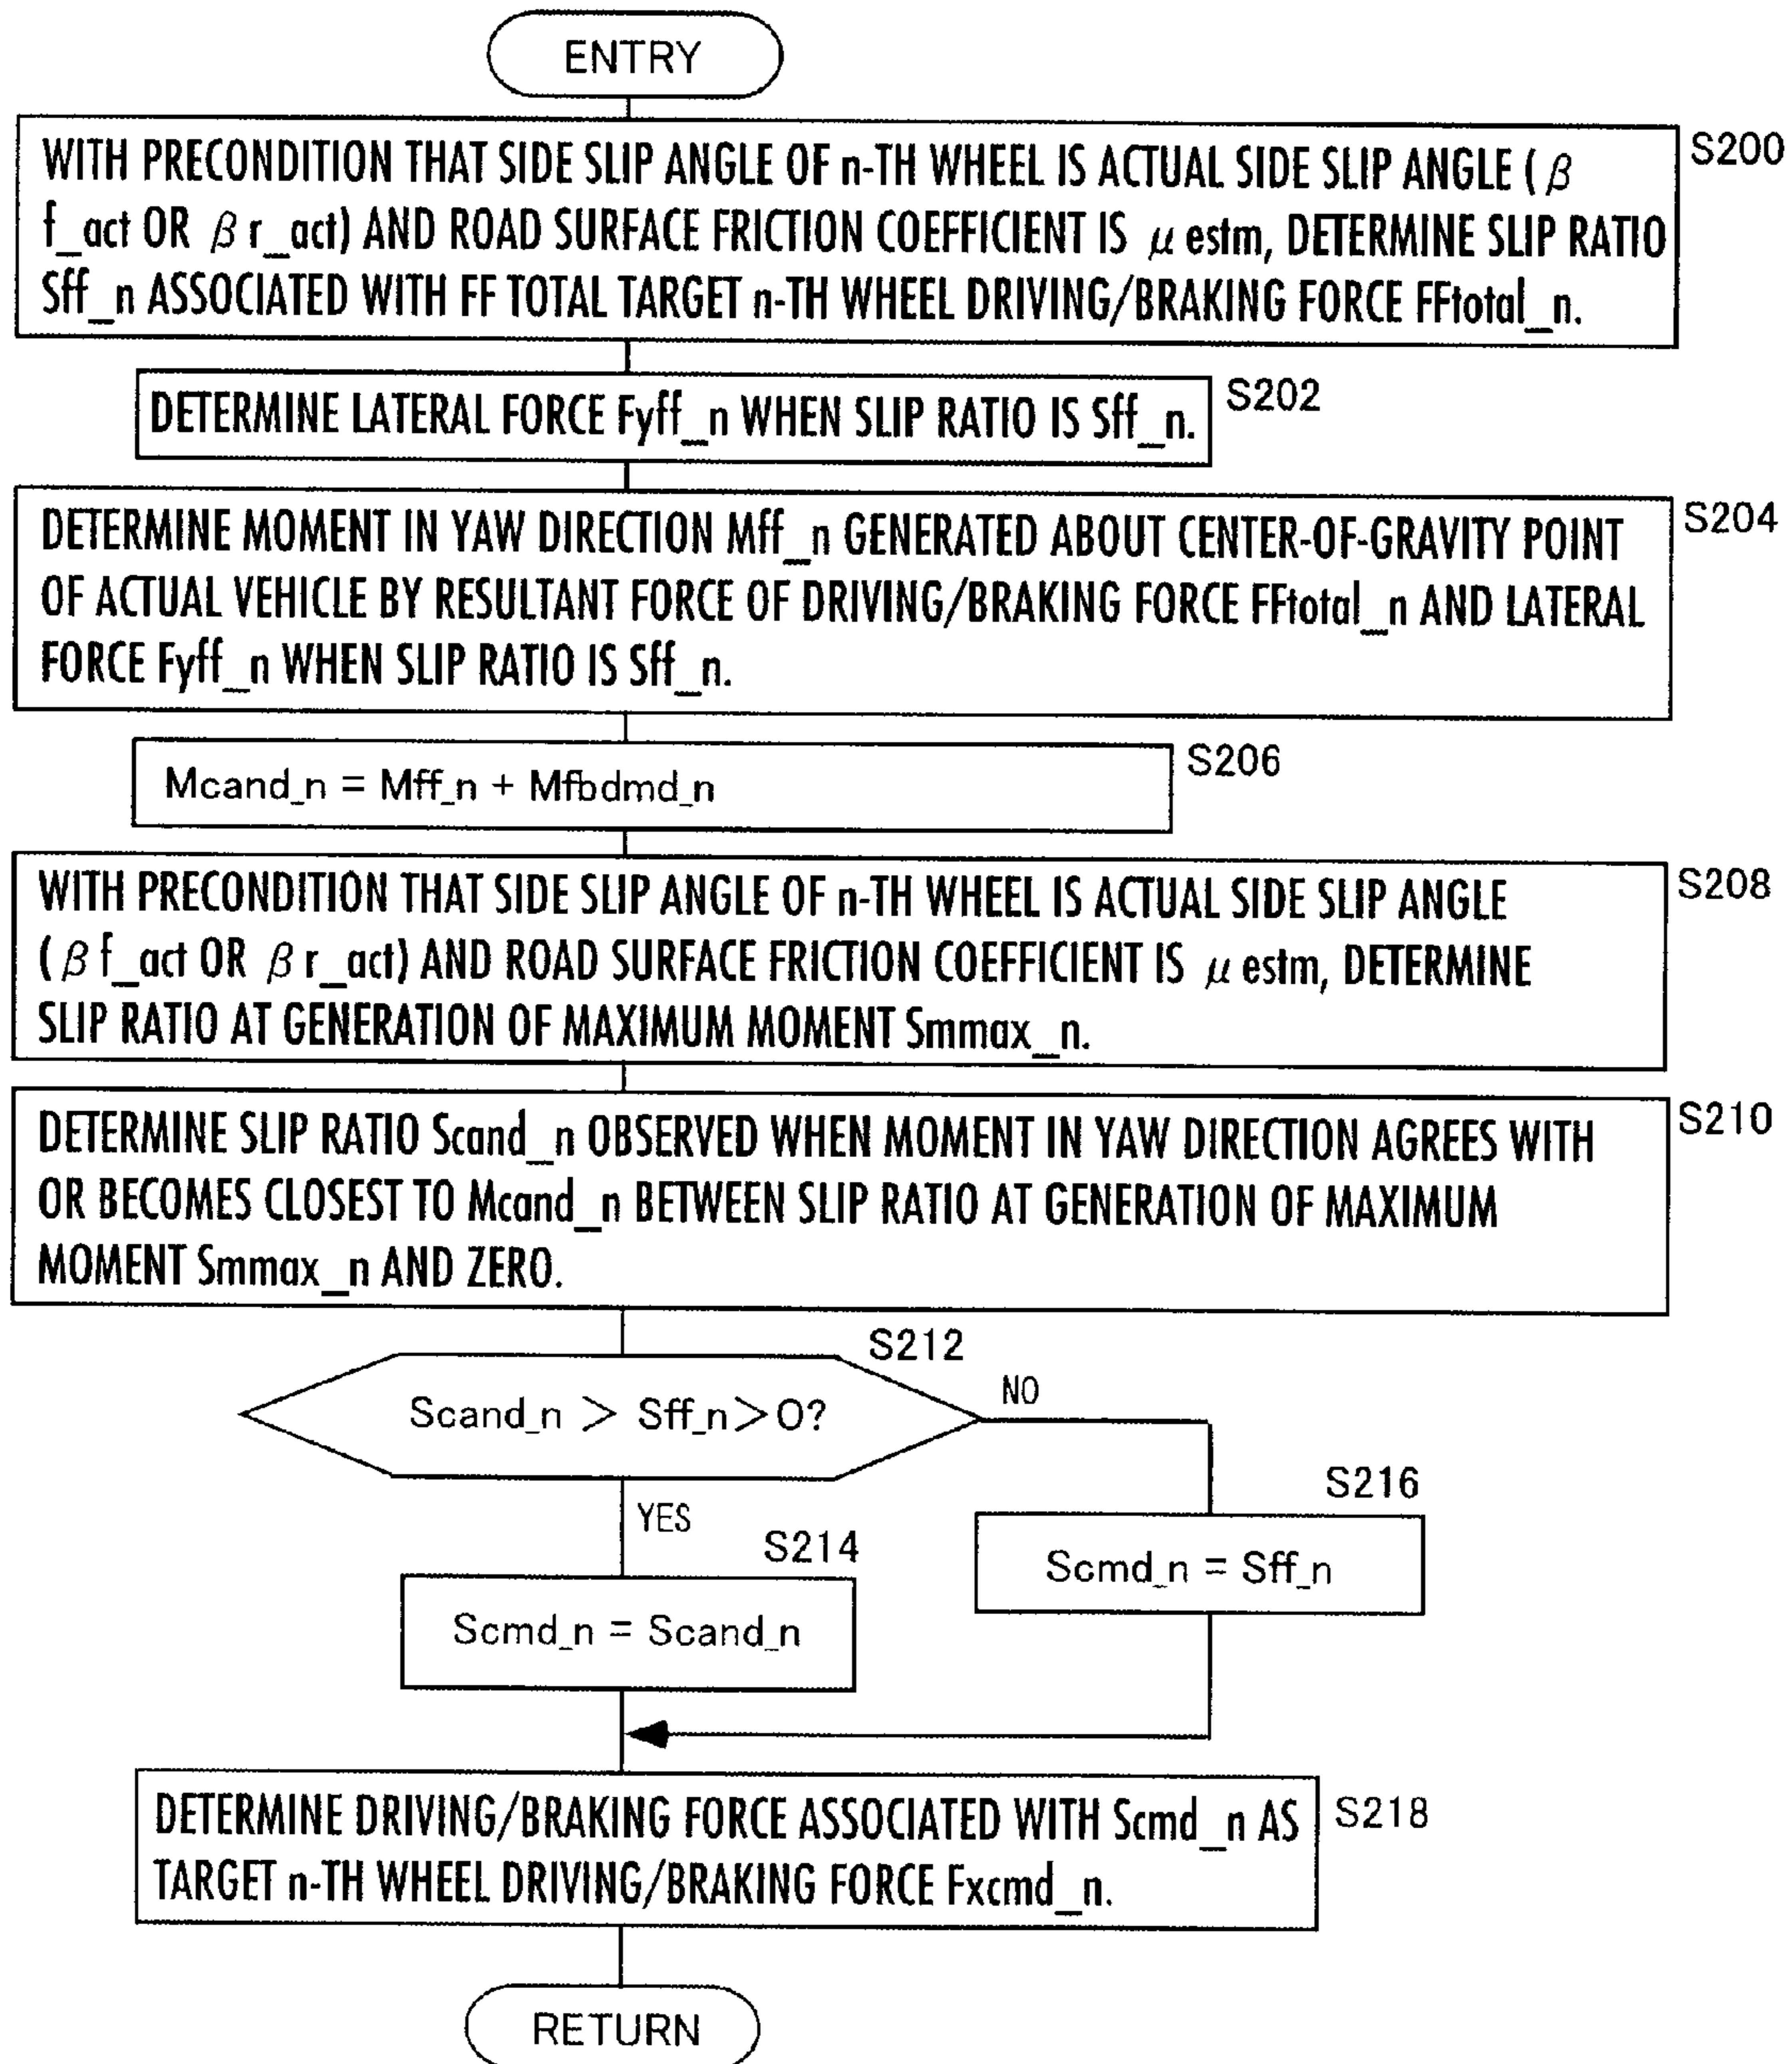 ENTRY
S200
WITH PRECONDITION THAT SIDE SLIP ANGLE OF n-TH WHEEL IS ACTUAL SIDE SLIP ANGLE (β
f_act OR βr_act) AND ROAD SURFACE FRICTION COEFFICIENT IS μestm, DETERMINE SLIP RATIO
Sff_n ASSOCIATED WITH FF TOTAL TARGET n-TH WHEEL DRIVING/BRAKING FORCE FFtotal_n.
S202
DETERMINE LATERAL FORCE Fyff_n WHEN SLIP RATIO IS Sff_n.
S204
DETERMINE MOMENT IN YAW DIRECTION Mff_n GENERATED ABOUT CENTER-OF-GRAVITY POINT
OF ACTUAL VEHICLE BY RESULTANT FORCE OF DRIVING/BRAKING FORCE FFtotal_n AND LATERAL
FORCE Fyff_n WHEN SLIP RATIO IS Sff_n.
S206
Mcand_n = Mff_n + Mfbdmd_n
S208
WITH PRECONDITION THAT SIDE SLIP ANGLE OF n-TH WHEEL IS ACTUAL SIDE SLIP ANGLE
(βf_act OR βr_act) AND ROAD SURFACE FRICTION COEFFICIENT IS μestm, DETERMINE
SLIP RATIO AT GENERATION OF MAXIMUM MOMENT Smmax_n.
S210
DETERMINE SLIP RATIO Scand_n OBSERVED WHEN MOMENT IN YAW DIRECTION AGREES WITH
OR BECOMES CLOSEST TO Mcand_n BETWEEN SLIP RATIO AT GENERATION OF MAXIMUM
MOMENT Smmax_n AND ZERO.
S212
Scand_n > Sff_n>0?
NO
YES
S216
Scmd_n = Sff_n
S214
Scmd_n = Scand_n
S218
DETERMINE DRIVING/BRAKING FORCE ASSOCIATED WITH Scmd_n AS
TARGET n-TH WHEEL DRIVING/BRAKING FORCE Fxcmd_n.
RETURN